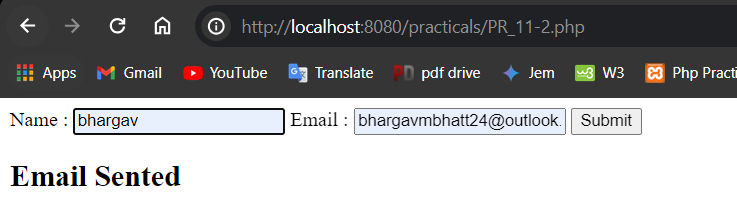 http://localhost:8080/practicals/PR_11-2.php
Apps Gmail YouTube Translate PD pdf drive Jem W3 Php Practi
Name : bhargav Email : bhargavmbhatt24@outlook. Submit
Email Sented